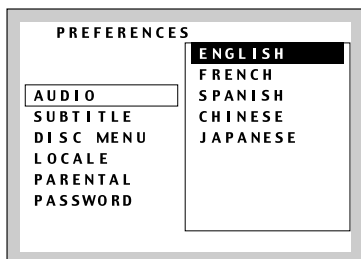 PREFERENCES
ENGLISH
FRENCH
SPANISH
CHINESE
JAPANESE
AUDIO
SUBTITLE
DISC MENU
LOCALE
PARENTAL
PASSWORD